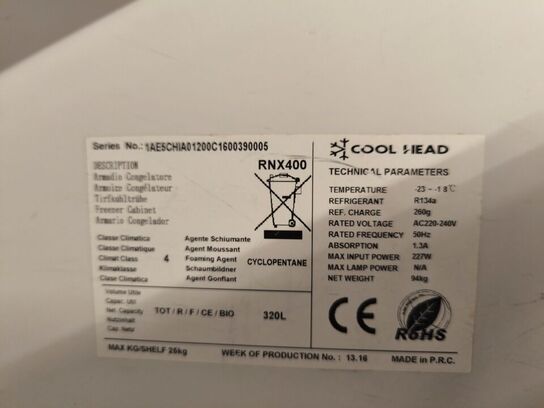 Series No.: 1AE5CHIA01200C1600390005
DESCRIPTION
RNX400
Armadio Congelatore
Armoire Congélateur
Tirfkuhltrühe
Freezer Cabinet
Armario Congelador
Classe Climatica
Classe Climatique
Climat Class
Klimaklasse
Clase Climatica
4
Agente Schiumante
Agent Moussant
Foaming Agent
Schaumbildner
Agent Gonflant
CYCLOPENTANE
Volume Utile
Capac. Util
Net. Capacity
Nutzenhalt
Cap. Netur
TOT / R / F / CE / BIO
320L
MAX KG/SHELF 25kg
WEEK OF PRODUCTION No.: 13.16
MADE in P.R.C.
COOL HEAD
TECHNICAL PARAMETERS
TEMPERATURE -23~-18℃
REFRIGERANT R134a
REF. CHARGE 260g
RATED VOLTAGE AC220-240V
RATED FREQUENCY 50Hz
ABSORPTION 1.3A
MAX INPUT POWER 227W
MAX LAMP POWER N/A
NET WEIGHT 94kg
CE
RoHS